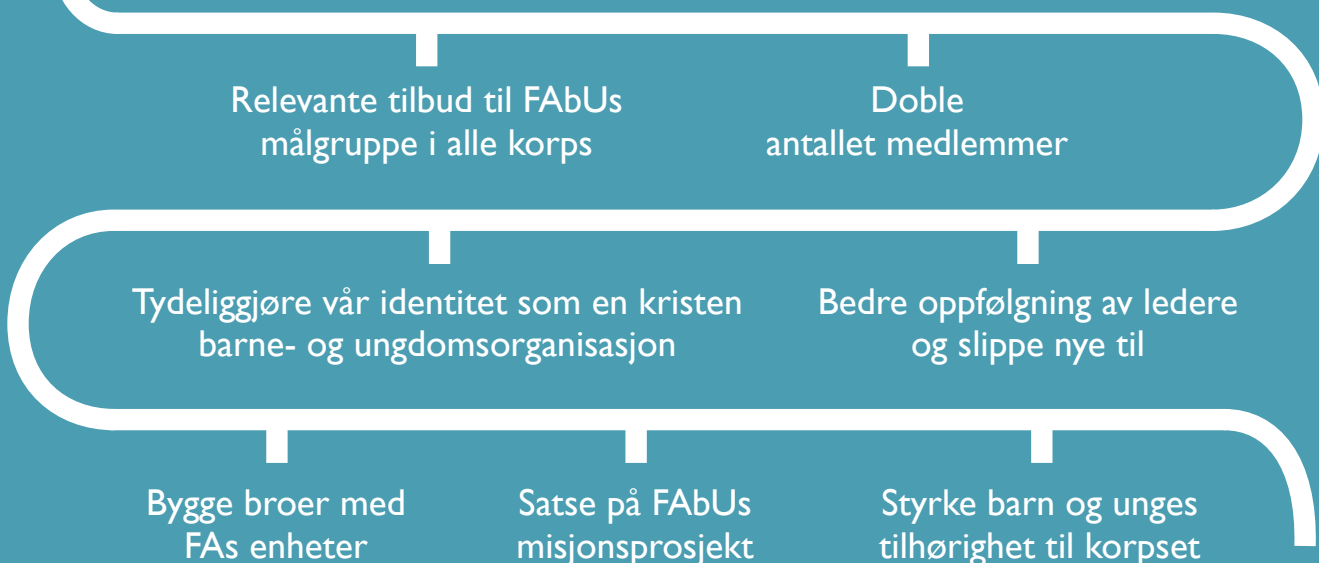 Relevante tilbud til FAbUs
målgruppe i alle korps
Doble
antallet medlemmer
Tydeliggjøre vår identitet som en kristen
barne- og ungdomsorganisasjon
Bedre oppfølgning av ledere
og slippe nye til
Bygge broer med
FAs enheter
Satse på FAbUs
misjonsprosjekt
Styrke barn og unges
tilhørighet til korpset